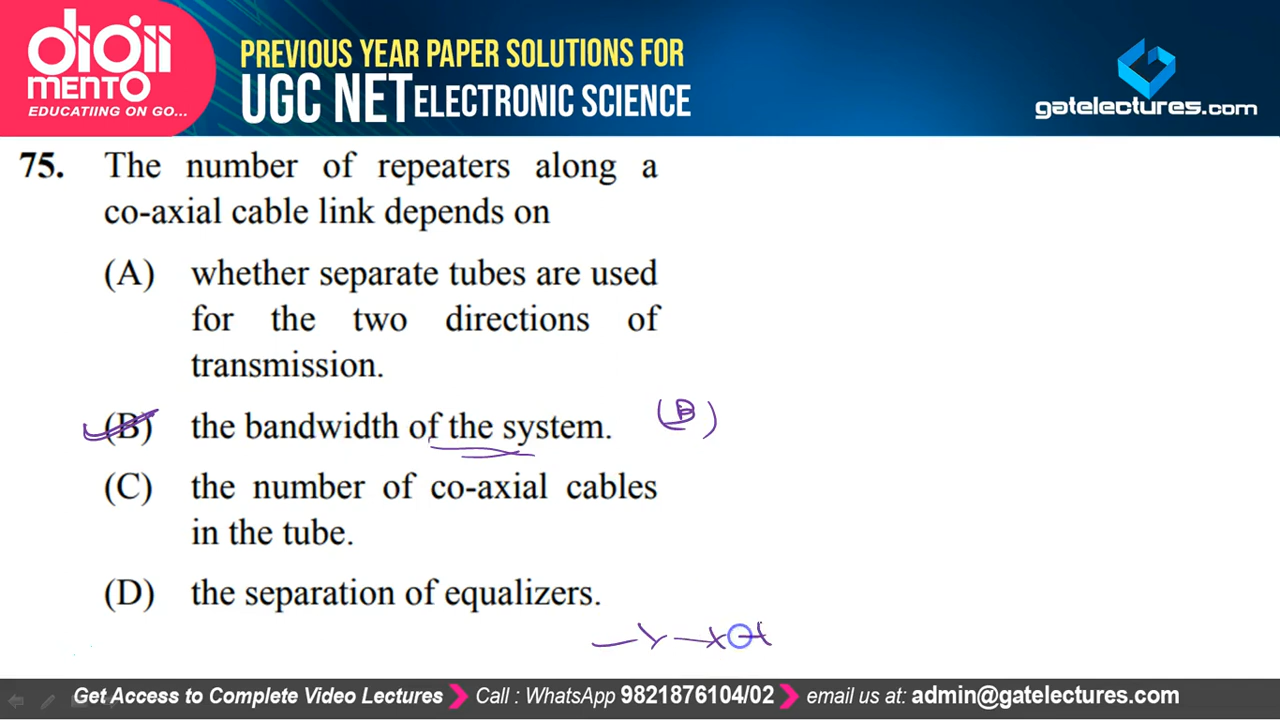 digii
MENTO
EDUCATIING ON GO...
PREVIOUS YEAR PAPER SOLUTIONS FOR
UGC NET ELECTRONIC SCIENCE
gatelectures.com
75. The number of repeaters along a
co-axial cable link depends on
(A) whether separate tubes are used
for the two directions of
transmission.
(B) the bandwidth of the system. (B)
(C) the number of co-axial cables
in the tube.
(D) the separation of equalizers.
Get Access to Complete Video Lectures Call : WhatsApp 9821876104/02 email us at: admin@gatelectures.com